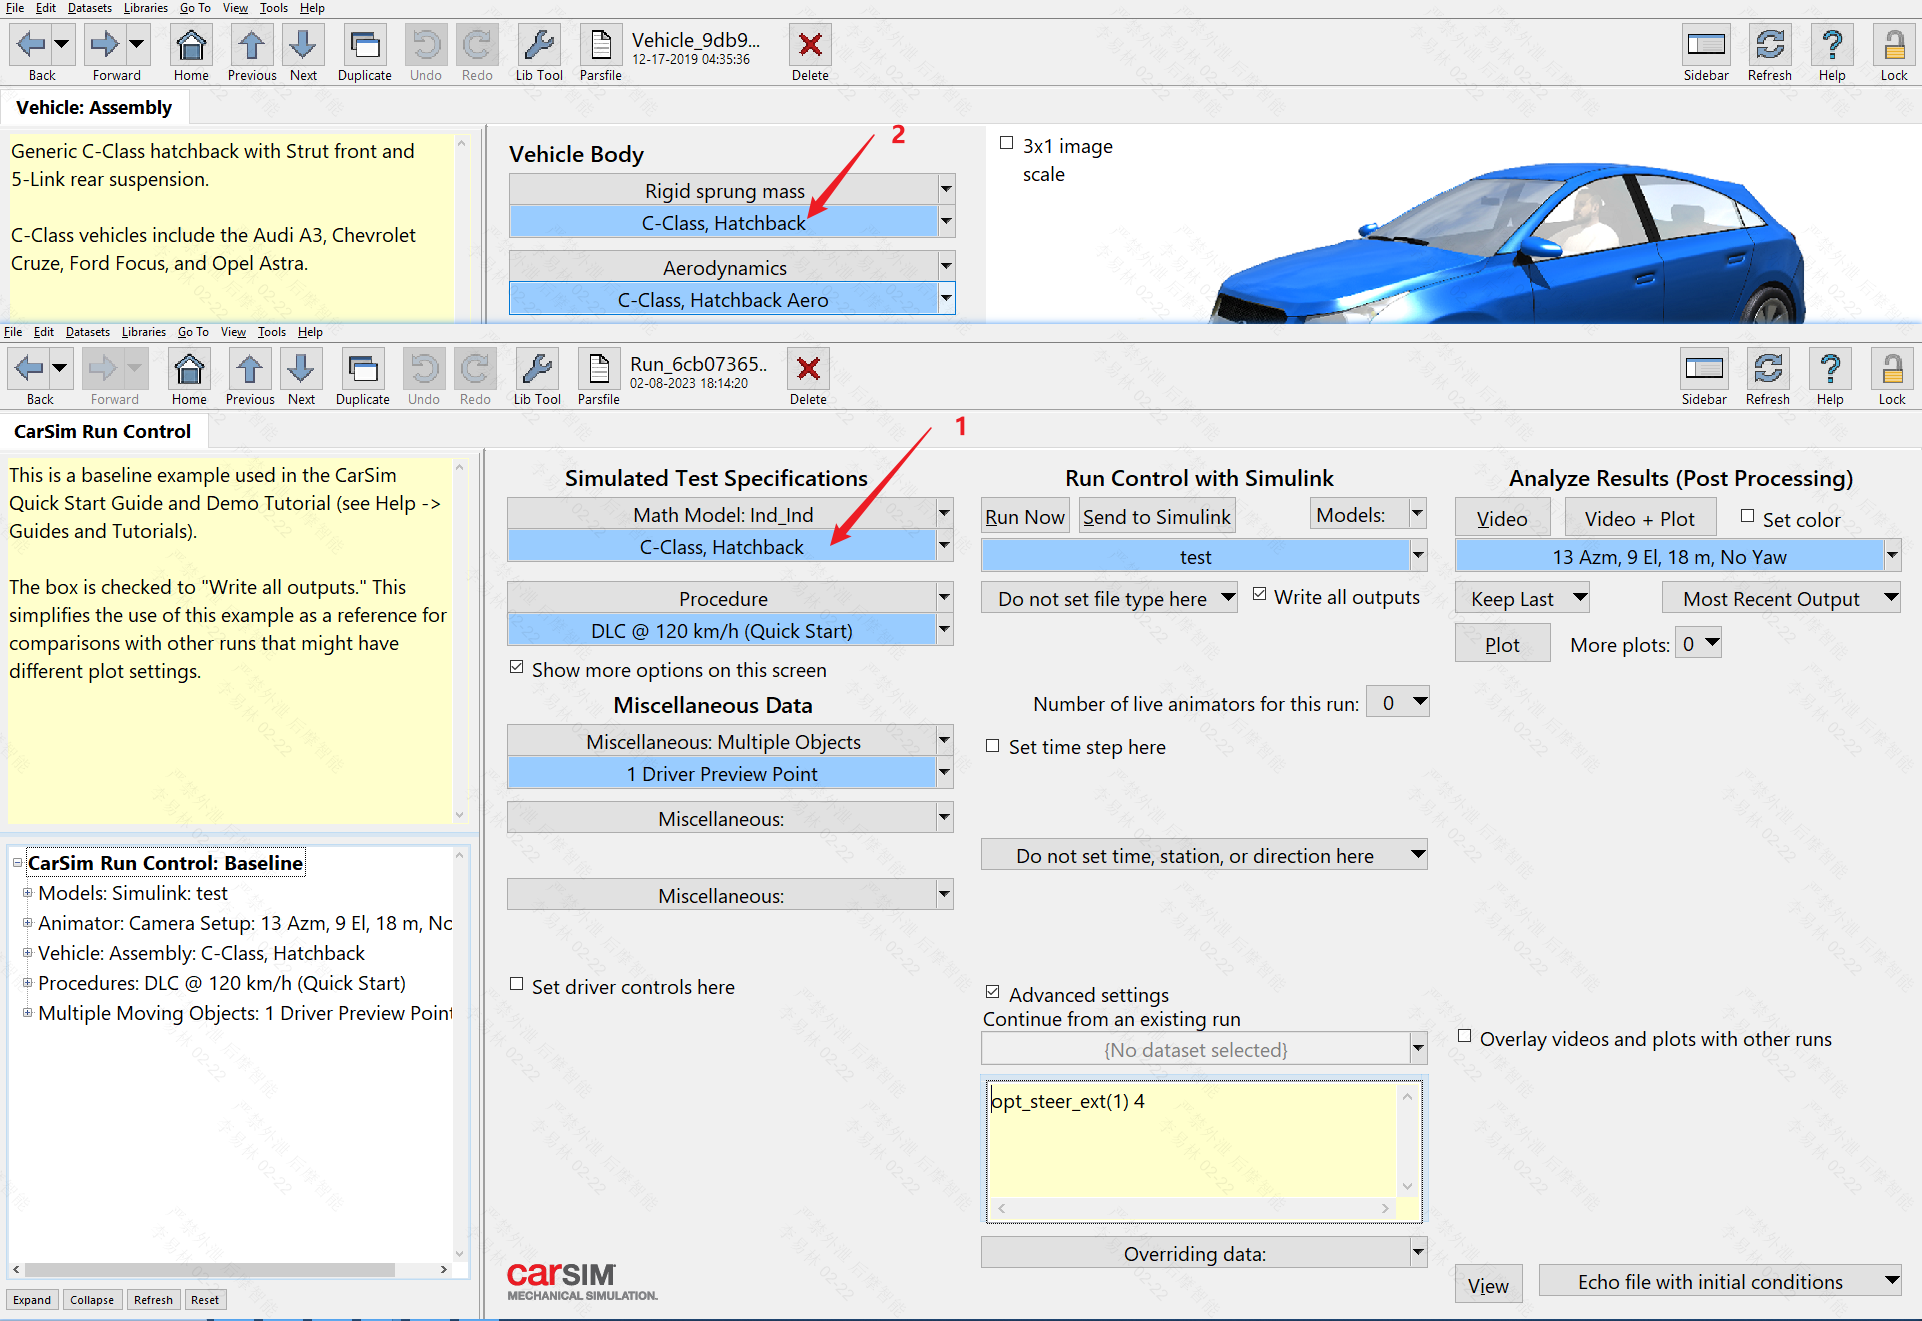 File Edit Datasets Libraries Go To View Tools Help
Back Forward Home Previous Next Duplicate Undo Redo Lib Tool Parsfile
Vehicle_9db9...
12-17-2019 04:35:36
Delete Sidebar Refresh Help Lock
Vehicle: Assembly
Generic C-Class hatchback with Strut front and
5-Link rear suspension.
C-Class vehicles include the Audi A3, Chevrolet
Cruze, Ford Focus, and Opel Astra.
Vehicle Body
2
Rigid sprung mass
C-Class, Hatchback
Aerodynamics
C-Class, Hatchback Aero
3x1 image
scale
File Edit Datasets Libraries Go To View Tools Help
Back Forward Home Previous Next Duplicate Undo Redo Lib Tool Parsfile
Run_6cb07365..
02-08-2023 18:14:20
Delete Sidebar Refresh Help Lock
CarSim Run Control
This is a baseline example used in the CarSim
Quick Start Guide and Demo Tutorial (see Help ->
Guides and Tutorials).
The box is checked to "Write all outputs." This
simplifies the use of this example as a reference for
comparisons with other runs that might have
different plot settings.
CarSim Run Control: Baseline
Models: Simulink: test
Animator: Camera Setup: 13 Azm, 9 El, 18 m, No
Vehicle: Assembly: C-Class, Hatchback
Procedures: DLC @ 120 km/h (Quick Start)
Multiple Moving Objects: 1 Driver Preview Point
Expand Collapse Refresh Reset
1
Simulated Test Specifications
Math Model: Ind_Ind
C-Class, Hatchback
Procedure
DLC @ 120 km/h (Quick Start)
Show more options on this screen
Miscellaneous Data
Miscellaneous: Multiple Objects
1 Driver Preview Point
Miscellaneous:
Miscellaneous:
Set driver controls here
carSIM
MECHANICAL SIMULATION.
Run Control with Simulink
Run Now Send to Simulink Models:
test
Do not set file type here Write all outputs
Number of live animators for this run: 0
Set time step here
Do not set time, station, or direction here
Advanced settings
Continue from an existing run
{No dataset selected}
opt_steer_ext(1) 4
Overriding data:
Analyze Results (Post Processing)
Video Video + Plot Set color
13 Azm, 9 El, 18 m, No Yaw
Keep Last Most Recent Output
Plot More plots: 0
Overlay videos and plots with other runs
View Echo file with initial conditions
严禁外泄 后摩智能
李易林 02-22